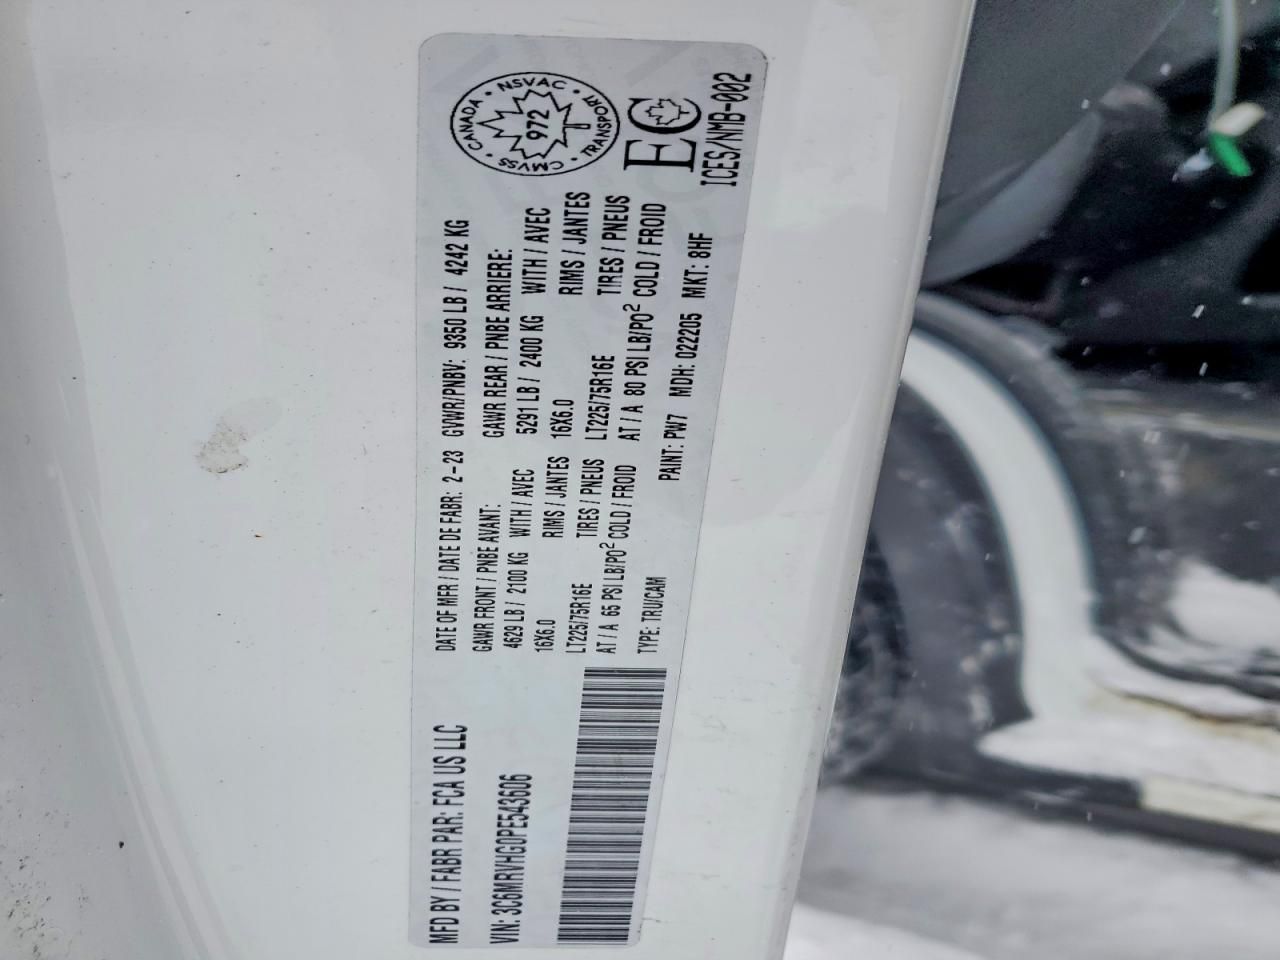 MFD BY / FABR PAR: FCA US LLC
DATE OF MFR / DATE DE FABR: 2-23 GVWR/PNBV: 9350 LB / 4242 KG
VIN: 3C6MRVHG0PE543606
GAWR FRONT / PNBE AVANT: GAWR REAR / PNBE ARRIERE:
4629 LB / 2100 KG WITH / AVEC 5291 LB / 2400 KG WITH / AVEC
16X6.0 RIMS / JANTES 16X6.0 RIMS / JANTES
LT225/75R16E TIRES / PNEUS LT225/75R16E TIRES / PNEUS
AT / A 65 PSI LB/PO² COLD / FROID AT / A 80 PSI LB/PO² COLD / FROID
TYPE: TRU/CAM PAINT: PW7 MDH: 022205 MKT: 8HF
CANADA • NSVAC • TRANSPORT • CMVSS
972
EC
ICES/NMB-002